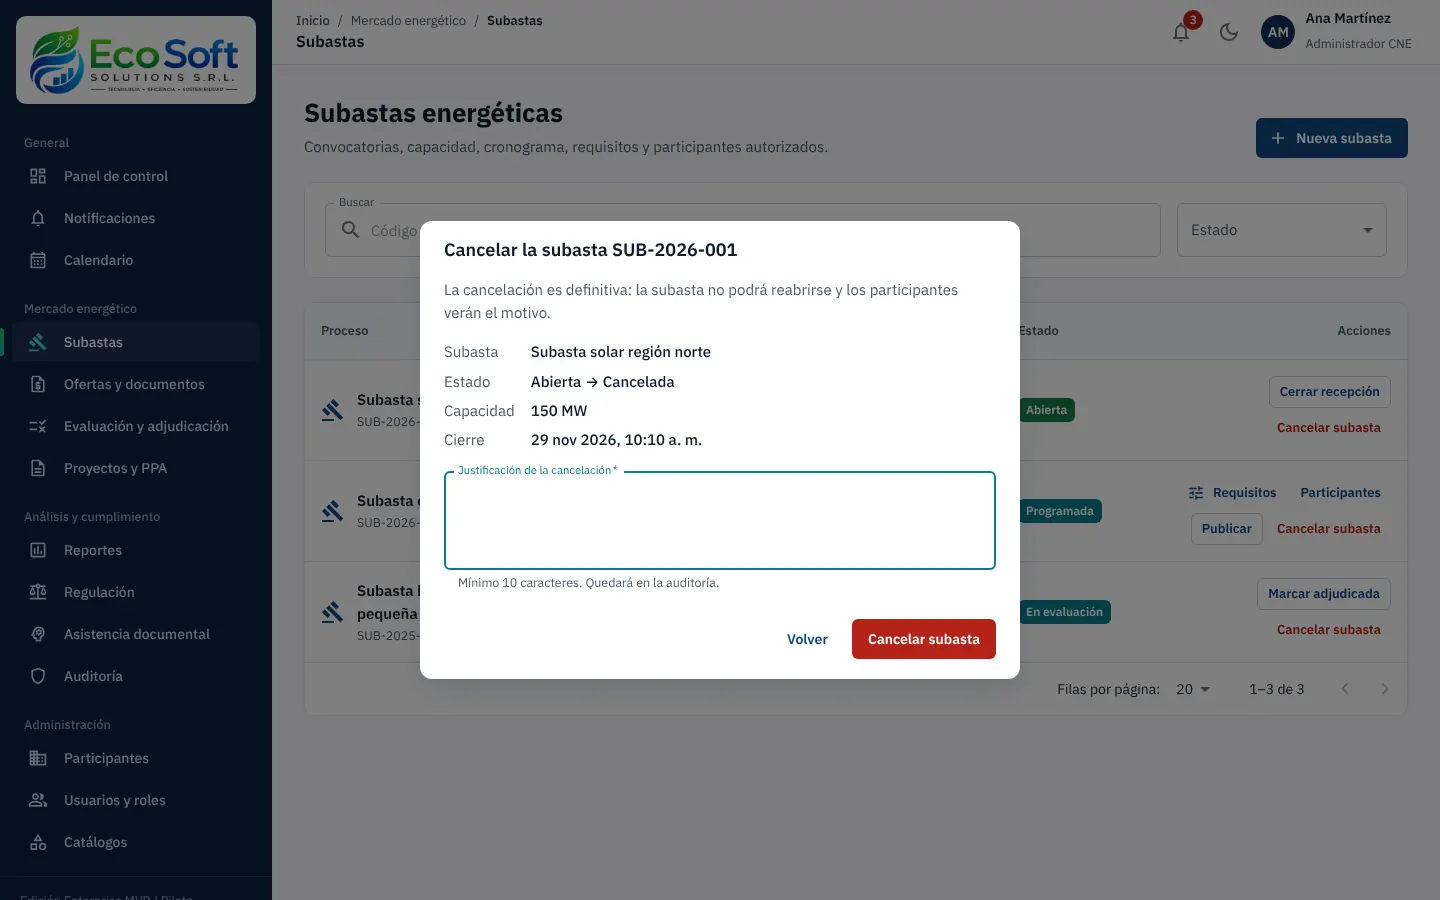 EcoSoft
SOLUTIONS S.R.L.
TECNOLOGÍA • EFICIENCIA • SOSTENIBILIDAD
General
Panel de control
Notificaciones
Calendario
Mercado energético
Subastas
Ofertas y documentos
Evaluación y adjudicación
Proyectos y PPA
Análisis y cumplimiento
Reportes
Regulación
Asistencia documental
Auditoría
Administración
Participantes
Usuarios y roles
Catálogos
Inicio / Mercado energético / Subastas
Subastas
3
AM
Ana Martínez
Administrador CNE
Subastas energéticas
Convocatorias, capacidad, cronograma, requisitos y participantes autorizados.
Nueva subasta
Buscar
Código
Estado
Proceso
Estado
Acciones
Subasta
SUB-2026-
Abierta
Cerrar recepción
Cancelar subasta
Subasta
SUB-2026-
Programada
Requisitos
Participantes
Publicar
Cancelar subasta
Subasta
pequeña
SUB-2025-
En evaluación
Marcar adjudicada
Cancelar subasta
Filas por página: 20 1–3 de 3
Cancelar la subasta SUB-2026-001
La cancelación es definitiva: la subasta no podrá reabrirse y los participantes
verán el motivo.
Subasta Subasta solar región norte
Estado Abierta → Cancelada
Capacidad 150 MW
Cierre 29 nov 2026, 10:10 a. m.
Justificación de la cancelación *
Mínimo 10 caracteres. Quedará en la auditoría.
Volver
Cancelar subasta